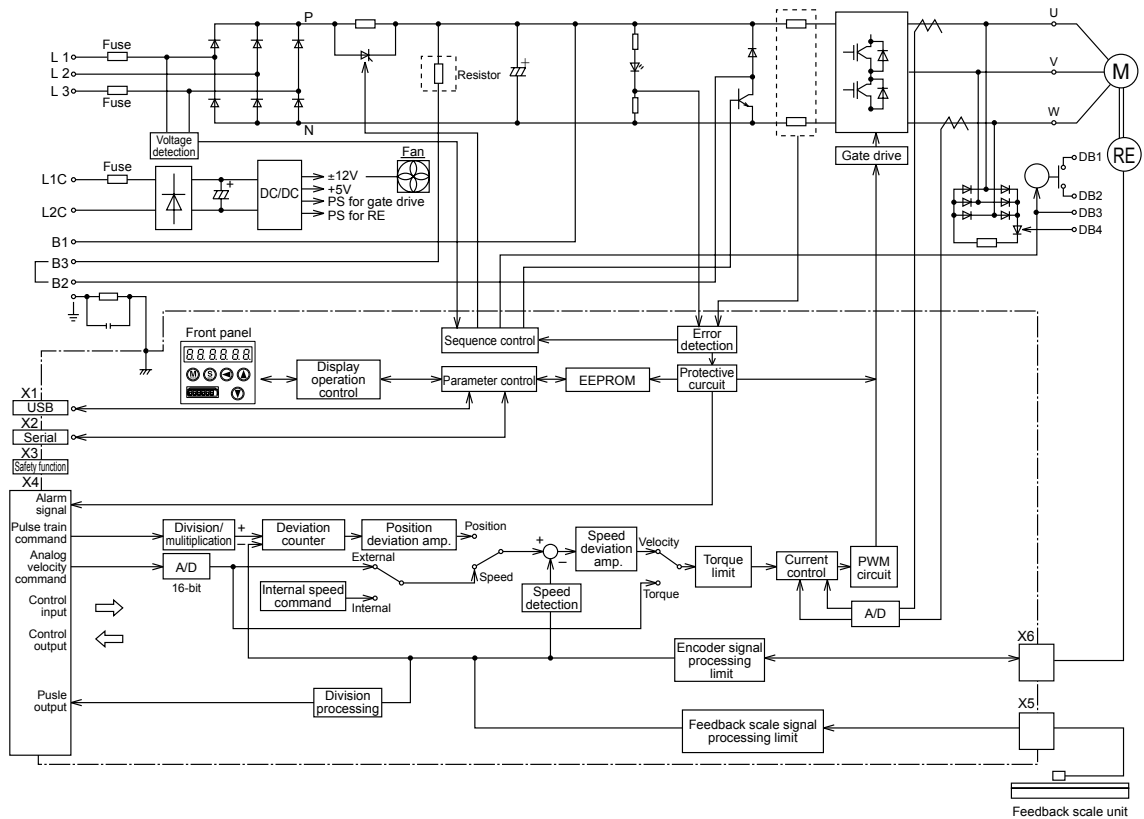 P
U
L 1
Fuse
L 2
V
M
L 3
Fuse
Resistor
N
W
Voltage
detection
Fan
Gate drive
RE
L1C
Fuse
DC/DC
±12V
+5V
PS for gate drive
PS for RE
L2C
DB1
DB2
DB3
DB4
B1
B3
B2
Front panel
8.8.8.8.8.8.
M
S
Sequence control
Error
detection
Display
operation
control
Parameter control
EEPROM
Protective
curcuit
X1
USB
X2
Serial
X3
Safety function
X4
Alarm
signal
Pulse train
command
Division/
mulitiplication
+
−
Deviation
counter
Position
deviation amp.
Position
Analog
velocity
command
A/D
16-bit
External
Internal speed
command
Internal
Speed
+
−
Speed
deviation
amp.
Speed
detection
Velocity
Torque
Torque
limit
Current
control
PWM
circuit
A/D
Control
input
Control
output
Encoder signal
processing
limit
X6
Pusle
output
Division
processing
Feedback scale signal
processing limit
X5
Feedback scale unit